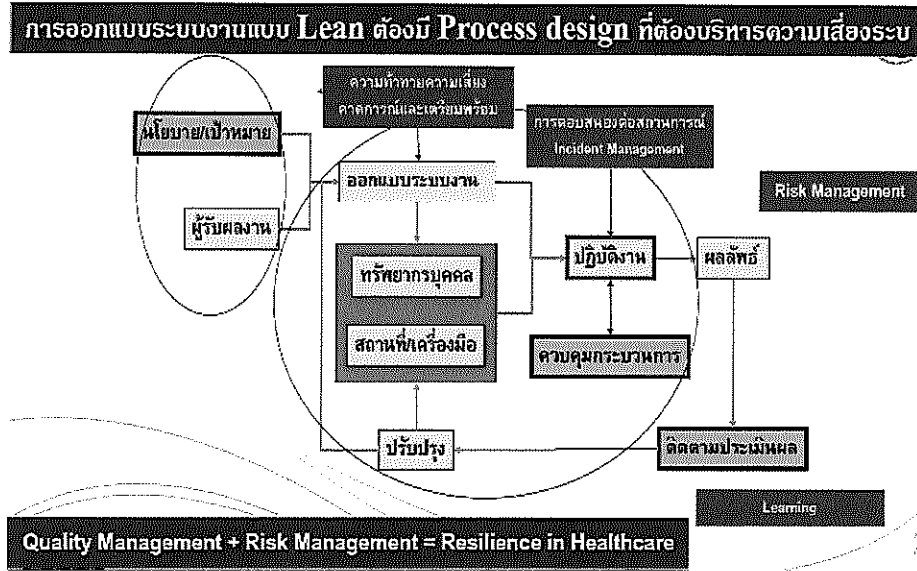 การออกแบบระบบงานแบบ Lean ต้องมี Process design ที่ต้องบริหารความเสี่ยงระบ
ความท้าทายความเสี่ยง
คาดการณ์และเตรียมพร้อม
การตอบสนองต่อสถานการณ์
Incident Management
นโยบาย/เป้าหมาย
ออกแบบระบบงาน
Risk Management
ผู้รับผลงาน
ทรัพยากรบุคคล
ปฏิบัติงาน
ผลลัพธ์
สถานที่/เครื่องมือ
ควบคุมกระบวนการ
ปรับปรุง
ติดตามประเมินผล
Learning
Quality Management + Risk Management = Resilience in Healthcare